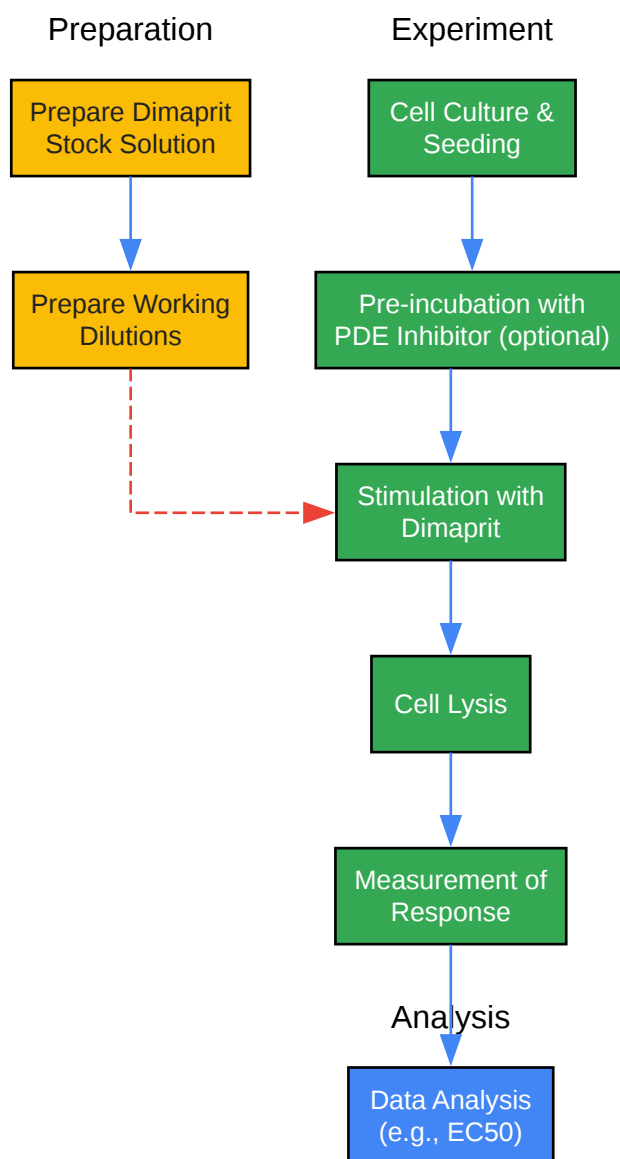 Preparation
Experiment
Prepare Dimaprit
Stock Solution
Cell Culture &
Seeding
Prepare Working
Dilutions
Pre-incubation with
PDE Inhibitor (optional)
Stimulation with
Dimaprit
Cell Lysis
Measurement of
Response
Analysis
Data Analysis
(e.g., EC50)